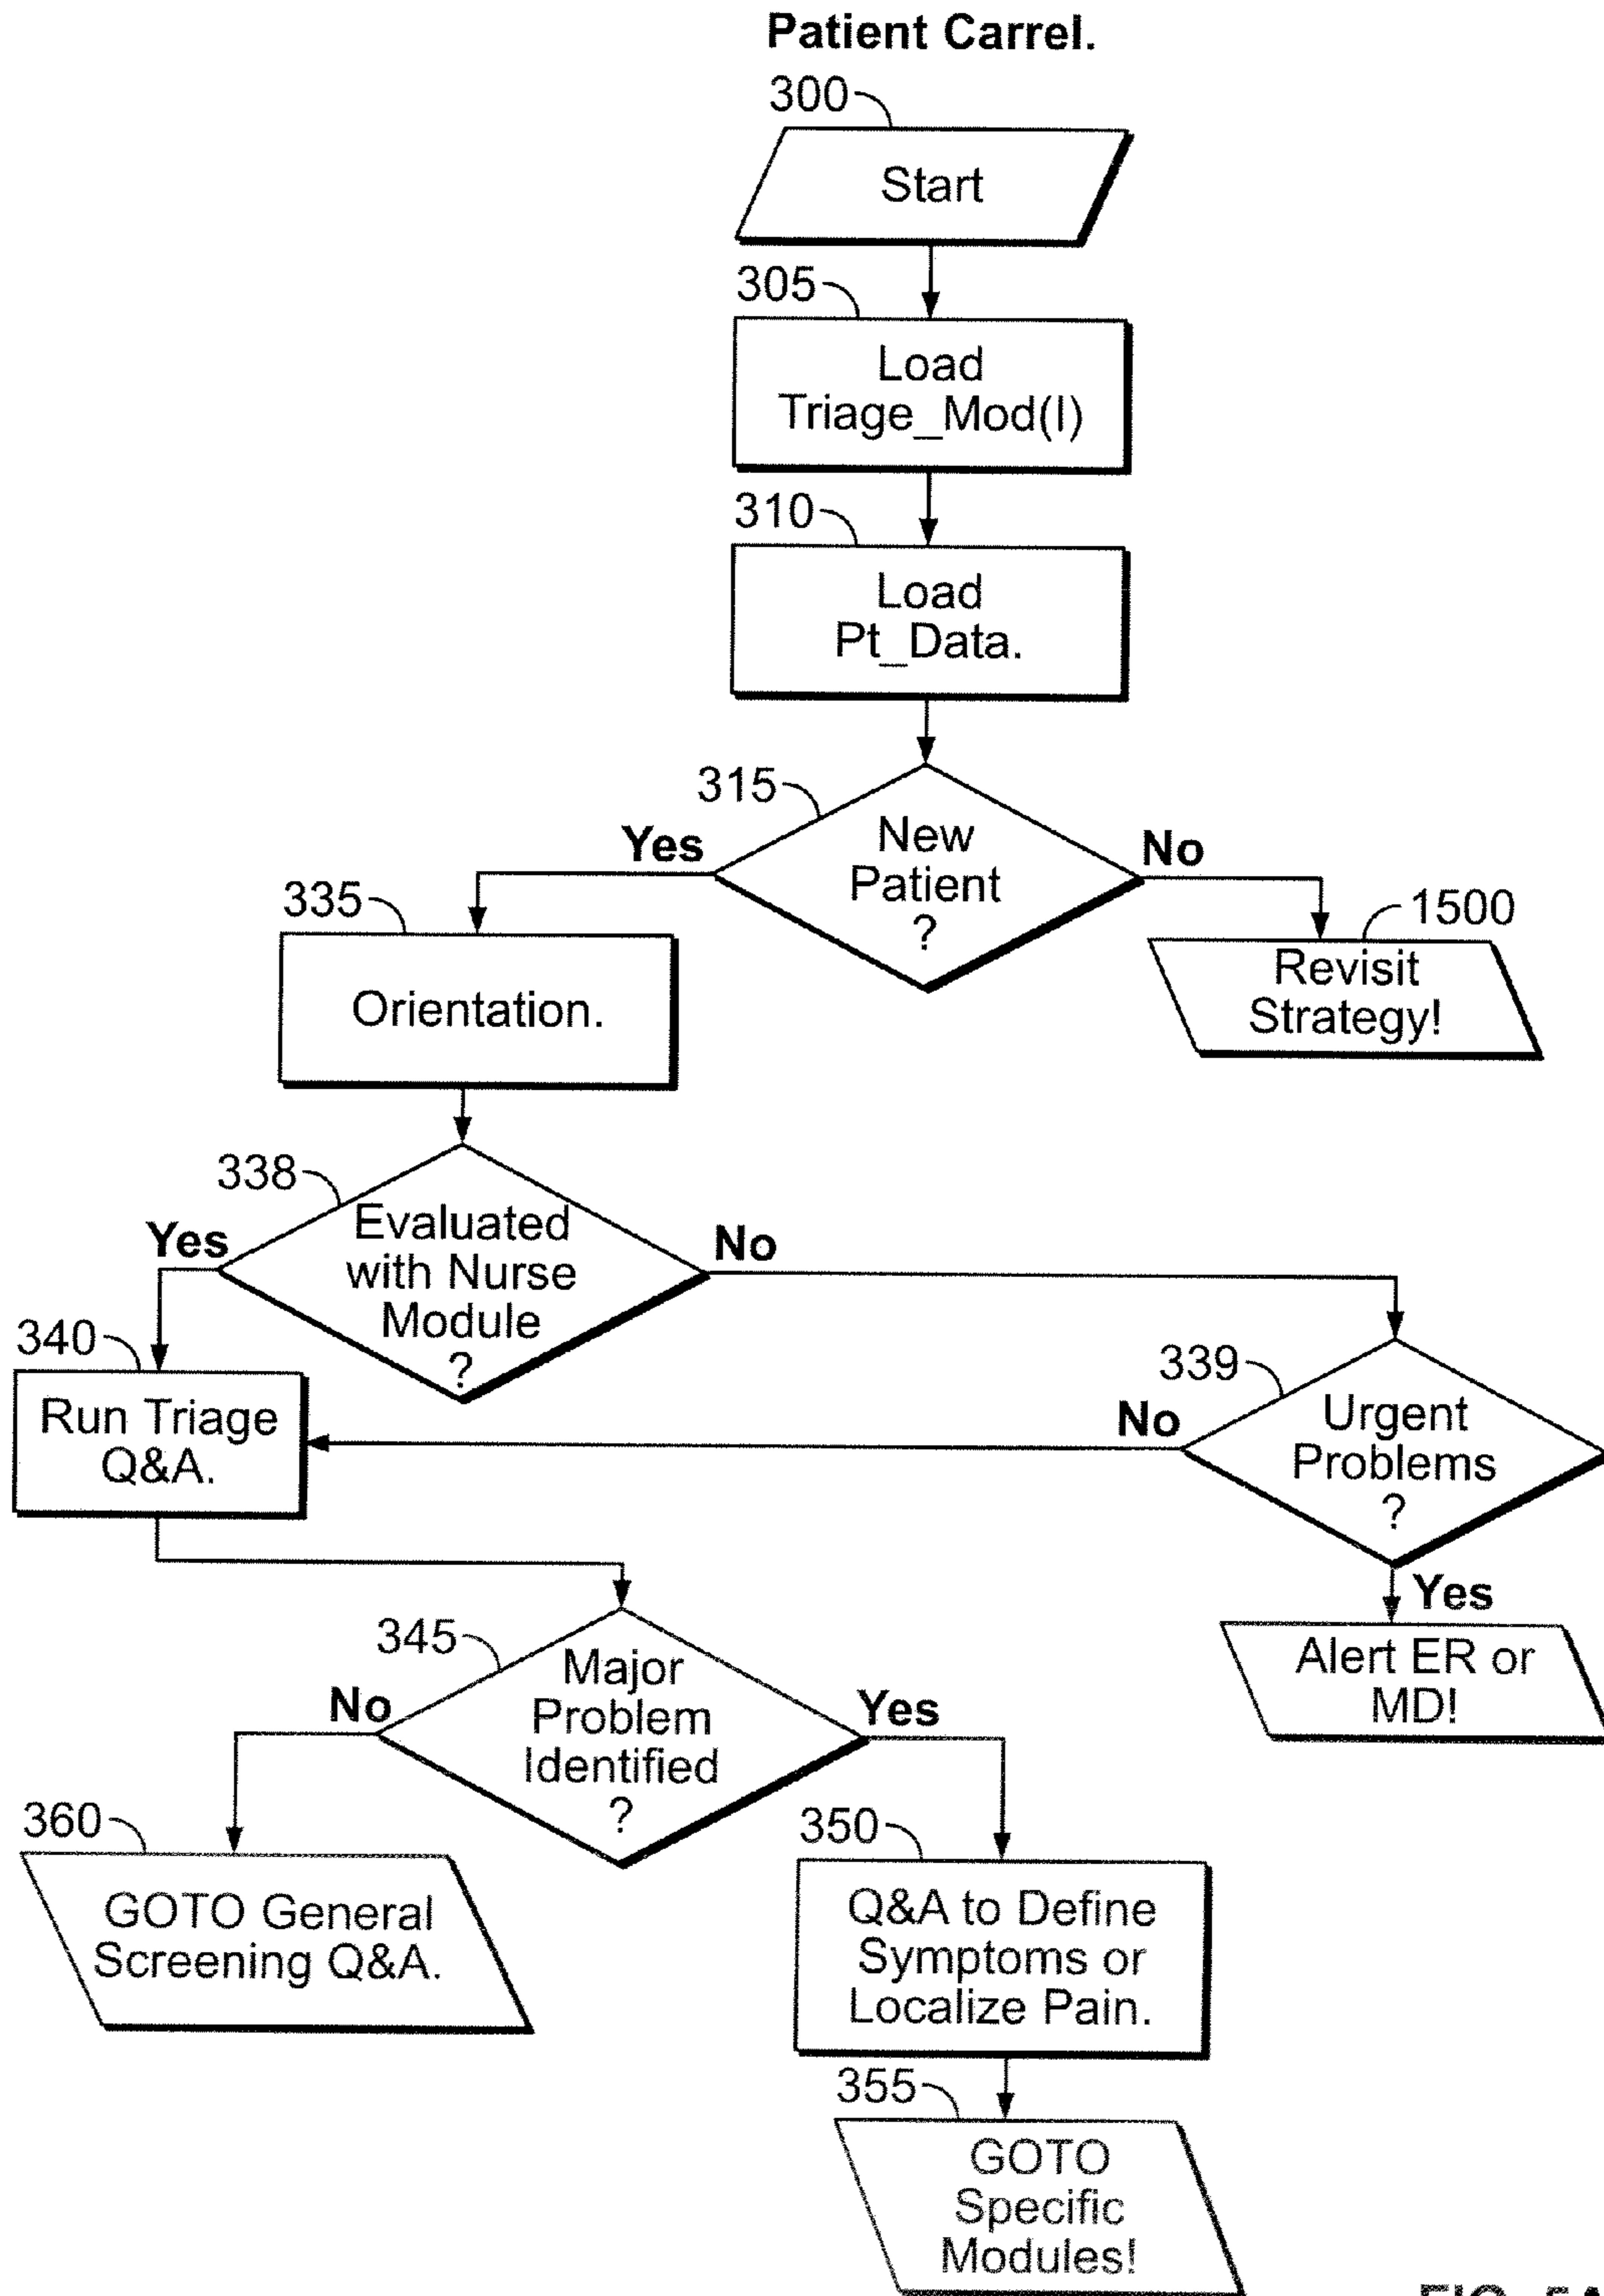 Patient Carrel.
300
Start
305
Load
Triage_Mod(I)
310
Load
Pt_Data.
315
New
Patient
?
Yes
No
335
Orientation.
1500
Revisit
Strategy!
338
Evaluated
with Nurse
Module
?
Yes
No
340
Run Triage
Q&A.
339
Urgent
Problems
?
No
Yes
Alert ER or
MD!
345
Major
Problem
Identified
?
No
Yes
360
GOTO General
Screening Q&A.
350
Q&A to Define
Symptoms or
Localize Pain.
355
GOTO
Specific
Modules!